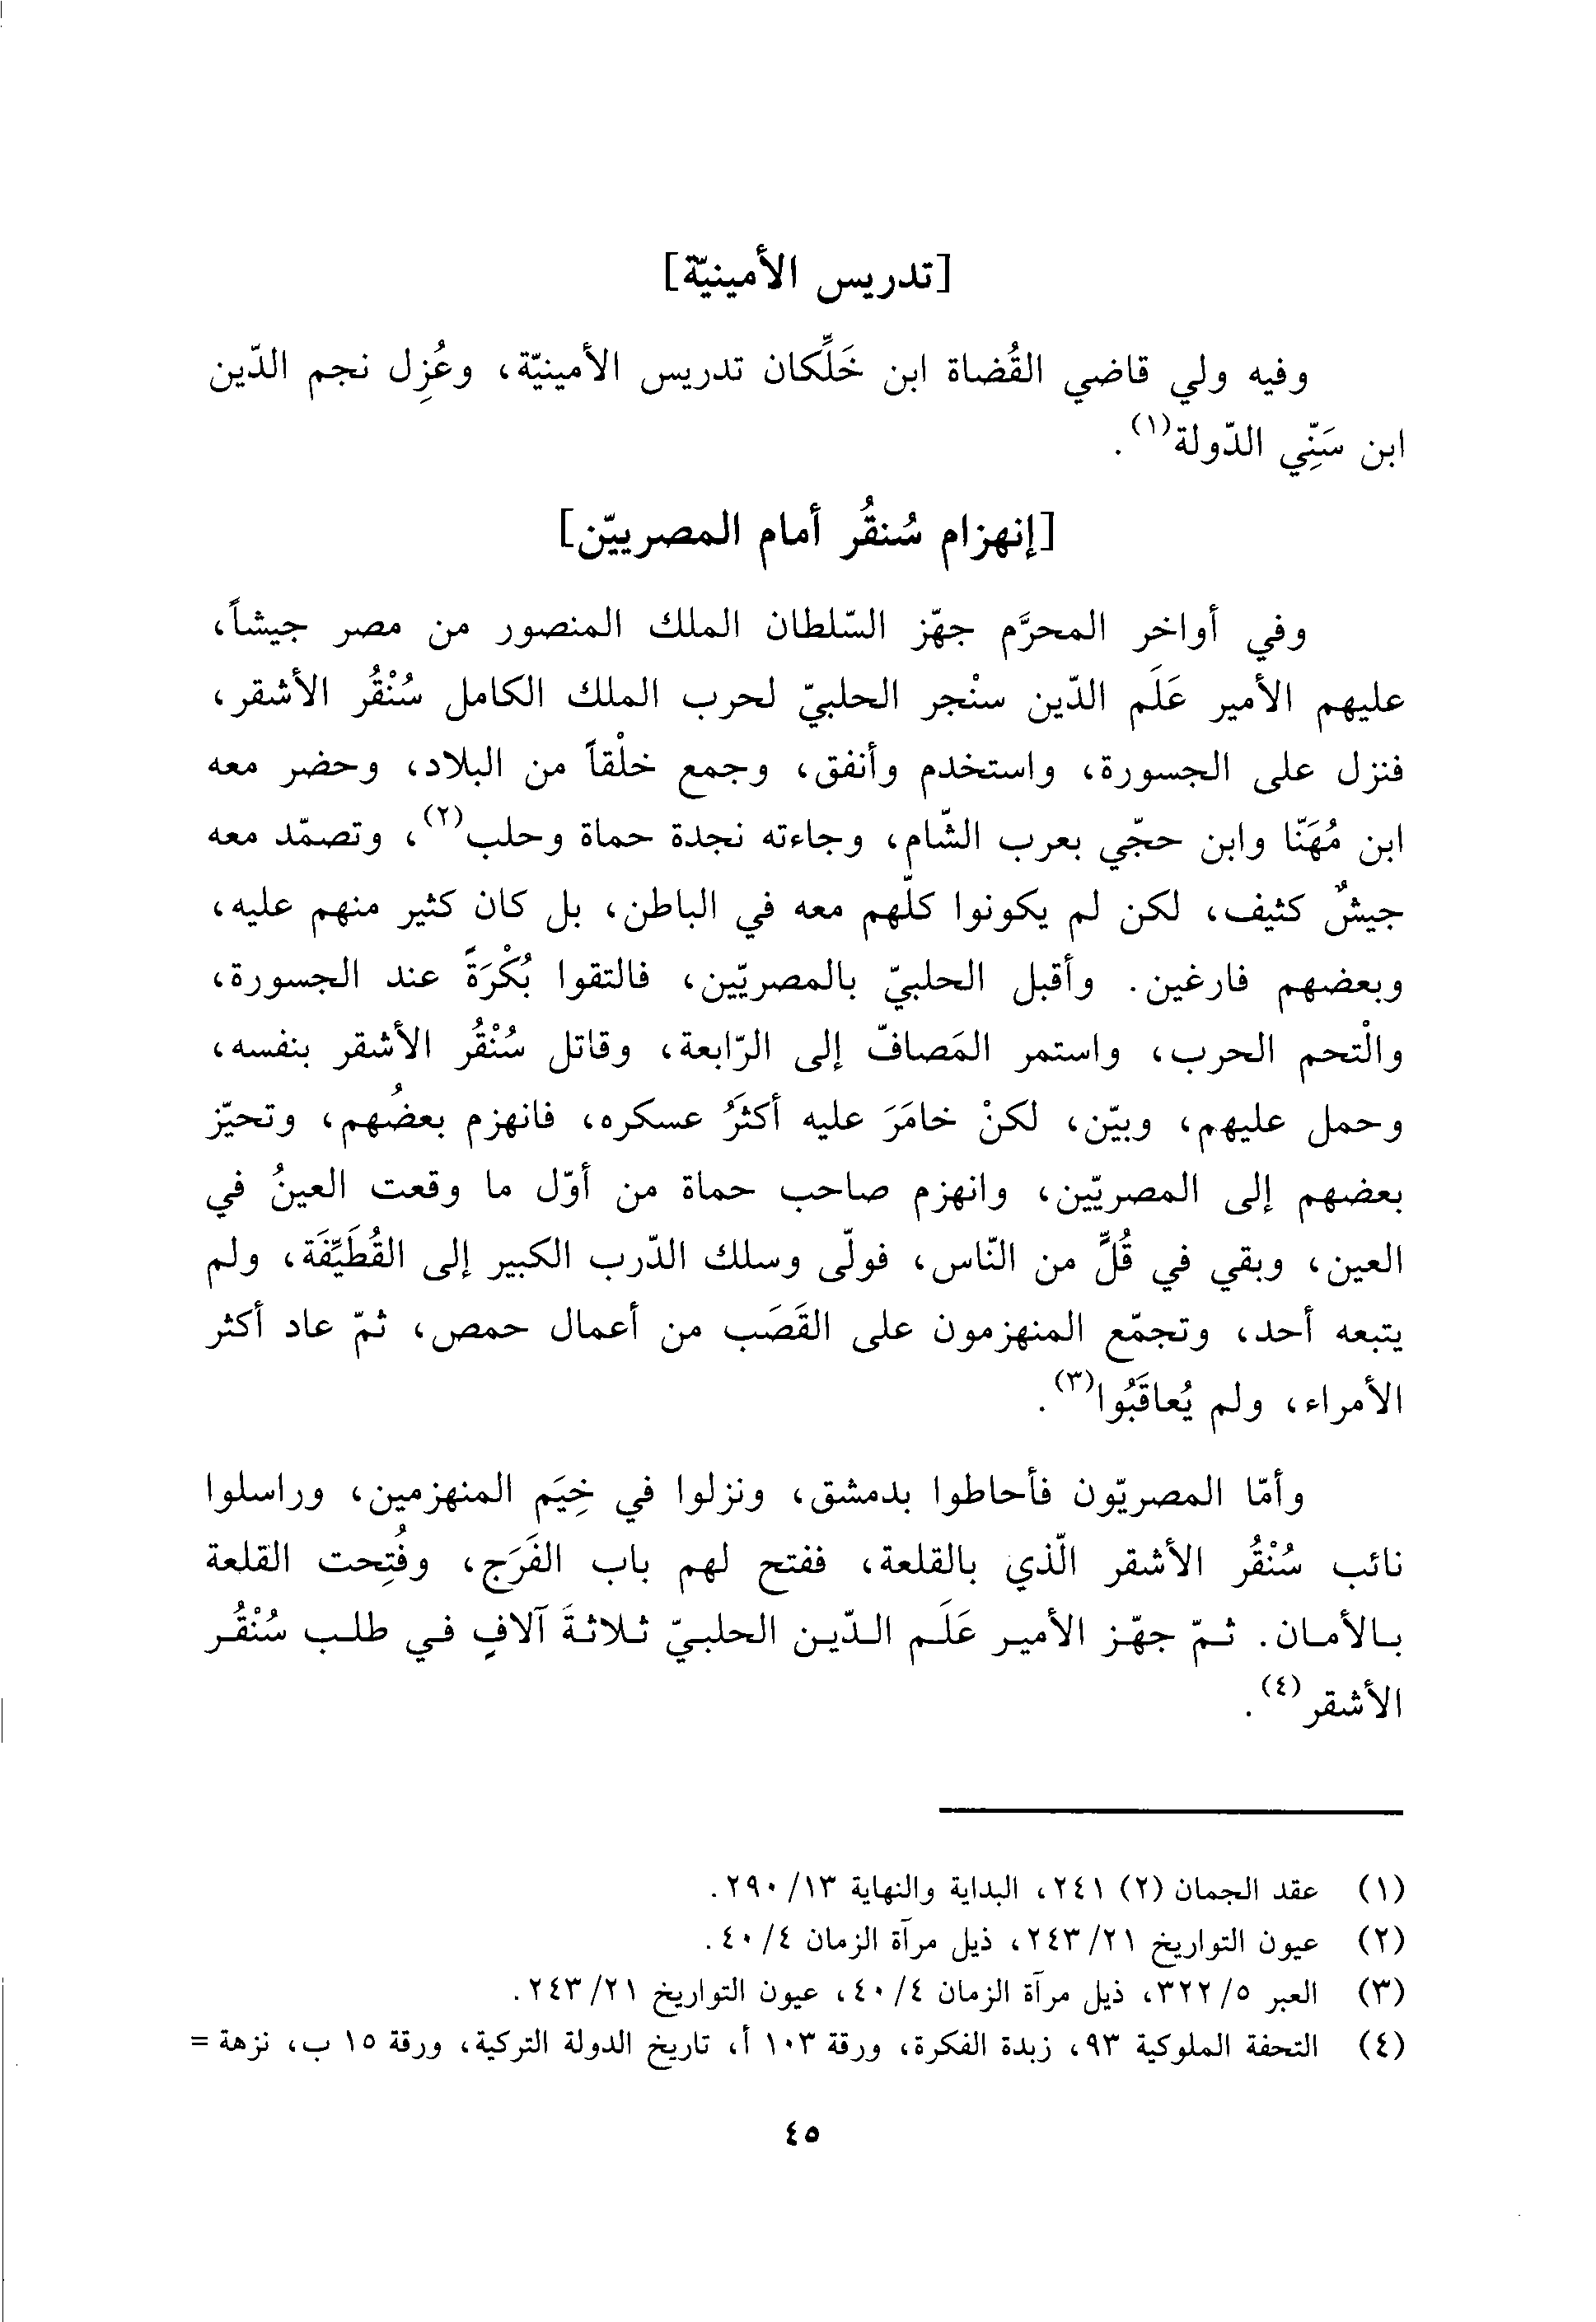 [تدريس الأمينيّة]
وفيه ولي قاضي القُضاة ابن خَلِّكان تدريس الأمينيّة، وعُزِل نجم الدّين
ابن سَنِّي الدّولة(١).
[إنهزام سُنقُر أمام المصرييّن]
وفي أواخر المحرَّم جهّز السّلطان الملك المنصور من مصر جيشاً،
عليهم الأمير عَلَم الدّين سنْجر الحلبيّ لحرب الملك الكامل سُنْقُر الأشقر،
فنزل على الجسورة، واستخدم وأنفق، وجمع خلْقاً من البلاد، وحضر معه
ابن مُهَنّا وابن حجّي بعرب الشّام، وجاءته نجدة حماة وحلب(٢)، وتصمّد معه
جيشٌ كثيف، لكن لم يكونوا كلّهم معه في الباطن، بل كان كثير منهم عليه،
وبعضهم فارغين. وأقبل الحلبيّ بالمصريّين، فالتقوا بُكْرَةً عند الجسورة،
والْتحم الحرب، واستمر المَصافّ إلى الرّابعة، وقاتل سُنْقُر الأشقر بنفسه،
وحمل عليهم، وبيّن، لكنْ خامَرَ عليه أكثَرُ عسكره، فانهزم بعضُهم، وتحيّز
بعضهم إلى المصريّين، وانهزم صاحب حماة من أوّل ما وقعت العينُ في
العين، وبقي في قُلٍّ من النّاس، فولّى وسلك الدّرب الكبير إلى القُطَيِّفَة، ولم
يتبعه أحد، وتجمّع المنهزمون على القَصَب من أعمال حمص، ثمّ عاد أكثر
الأمراء، ولم يُعاقَبُوا(٣).
وأمّا المصريّون فأحاطوا بدمشق، ونزلوا في خِيَم المنهزمين، وراسلوا
نائب سُنْقُر الأشقر الّذي بالقلعة، ففتح لهم باب الفَرَج، وفُتِحت القلعة
بالأمان. ثمّ جهّز الأمير عَلَم الدّين الحلبيّ ثلاثةَ آلافٍ في طلب سُنْقُر
الأشقر(٤).
(١) عقد الجمان (٢) ٢٤١، البداية والنهاية ١٣/ ٢٩٠.
(٢) عيون التواريخ ٢١/ ٢٤٣، ذيل مرآة الزمان ٤/ ٤٠.
(٣) العبر ٥/ ٣٢٢، ذيل مرآة الزمان ٤/ ٤٠، عيون التواريخ ٢١/ ٢٤٣.
(٤) التحفة الملوكية ٩٣، زبدة الفكرة، ورقة ١٠٣ أ، تاريخ الدولة التركية، ورقة ١٥ ب، نزهة =
٤٥